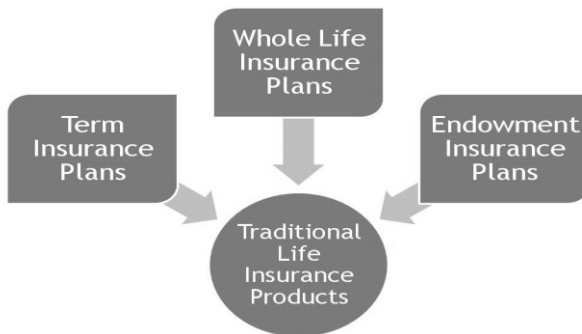 Whole Life
Insurance
Plans
Term
Insurance
Plans
Endowment
Insurance
Plans
Traditional
Life
Insurance
Products